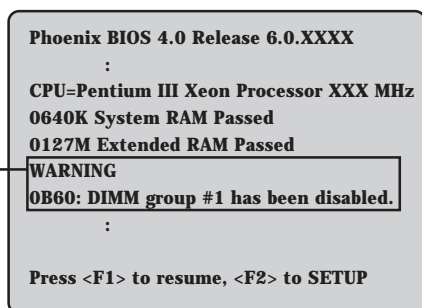 Phoenix BIOS 4.0 Release 6.0.XXXX
:
CPU=Pentium III Xeon Processor XXX MHz
0640K System RAM Passed
0127M Extended RAM Passed
WARNING
0B60: DIMM group #1 has been disabled.
:
Press <F1> to resume, <F2> to SETUP